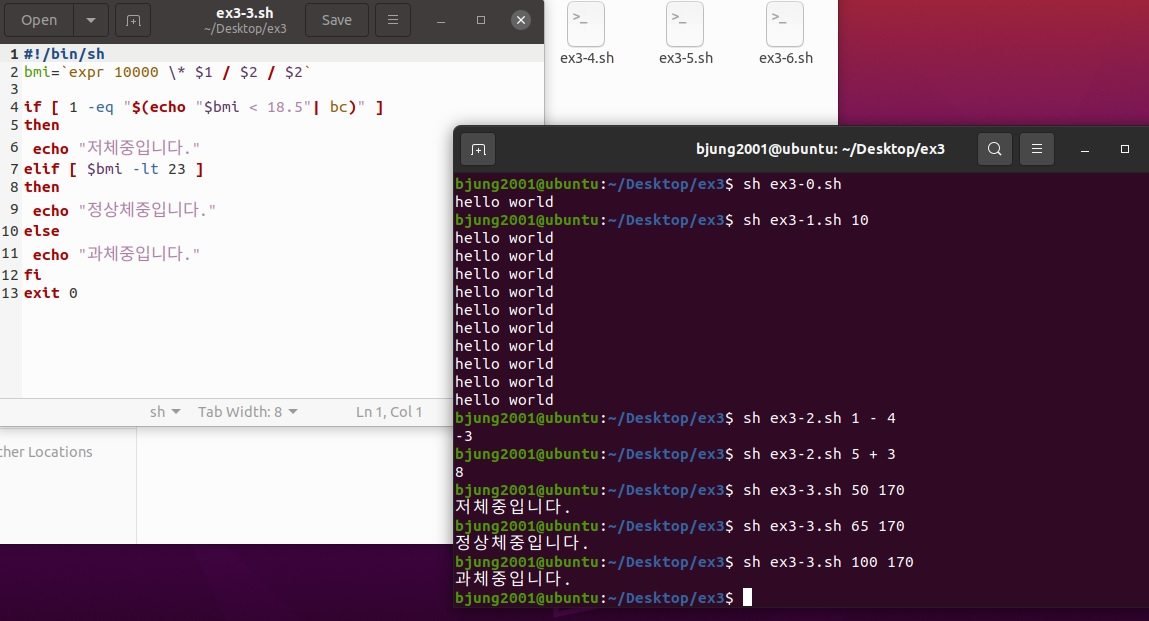 Open
ex3-3.sh
~/Desktop/ex3
Save
1 #!/bin/sh
2 bmi=`expr 10000 \* $1 / $2 / $2`
3
4 if [ 1 -eq "$(echo "$bmi < 18.5"| bc)" ]
5 then
6  echo "저체중입니다."
7 elif [ $bmi -lt 23 ]
8 then
9  echo "정상체중입니다."
10 else
11  echo "과체중입니다."
12 fi
13 exit 0
sh Tab Width: 8 Ln 1, Col 1
her Locations
ex3-4.sh ex3-5.sh ex3-6.sh
bjung2001@ubuntu: ~/Desktop/ex3
bjung2001@ubuntu:~/Desktop/ex3$ sh ex3-0.sh
hello world
bjung2001@ubuntu:~/Desktop/ex3$ sh ex3-1.sh 10
hello world
hello world
hello world
hello world
hello world
hello world
hello world
hello world
hello world
hello world
bjung2001@ubuntu:~/Desktop/ex3$ sh ex3-2.sh 1 - 4
-3
bjung2001@ubuntu:~/Desktop/ex3$ sh ex3-2.sh 5 + 3
8
bjung2001@ubuntu:~/Desktop/ex3$ sh ex3-3.sh 50 170
저체중입니다.
bjung2001@ubuntu:~/Desktop/ex3$ sh ex3-3.sh 65 170
정상체중입니다.
bjung2001@ubuntu:~/Desktop/ex3$ sh ex3-3.sh 100 170
과체중입니다.
bjung2001@ubuntu:~/Desktop/ex3$